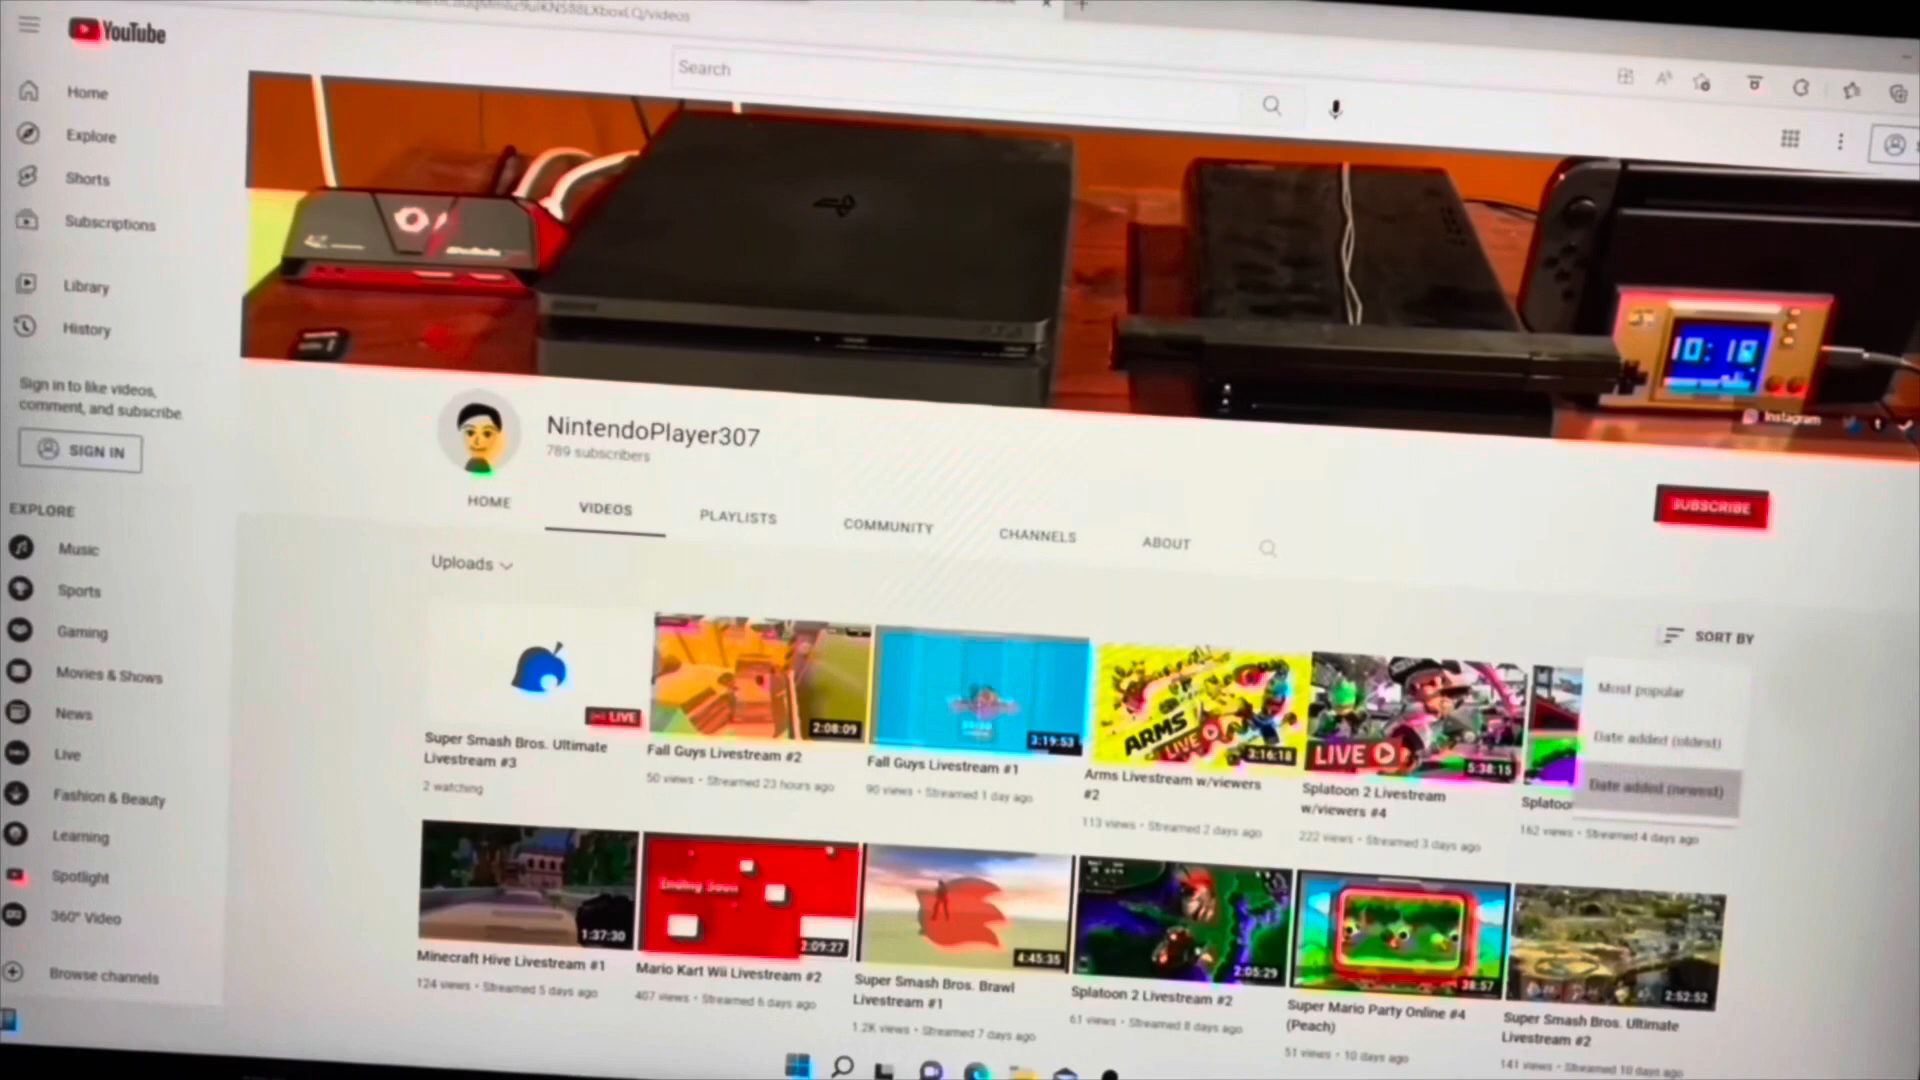 /videos
YouTube
Search
Home
Explore
Shorts
Subscriptions
Library
History
Sign in to like videos,
comment, and subscribe.
SIGN IN
EXPLORE
Music
Sports
Gaming
Movies & Shows
News
Live
Fashion & Beauty
Learning
Spotlight
360° Video
Browse channels
10:18
Instagram
NintendoPlayer307
789 subscribers
SUBSCRIBE
HOME
VIDEOS
PLAYLISTS
COMMUNITY
CHANNELS
ABOUT
Uploads
SORT BY
Most popular
Date added (oldest)
Date added (newest)
LIVE
Super Smash Bros. Ultimate
Livestream #3
2 watching
2:08:09
Fall Guys Livestream #2
50 views • Streamed 23 hours ago
3:19:53
Fall Guys Livestream #1
90 views • Streamed 1 day ago
ARMS
LIVE
2:16:18
Arms Livestream w/viewers
#2
113 views • Streamed 2 days ago
LIVE
5:38:15
Splatoon 2 Livestream
w/viewers #4
222 views • Streamed 3 days ago
Splatoo
162 views • Streamed 4 days ago
1:37:30
Minecraft Hive Livestream #1
124 views • Streamed 5 days ago
Ending Soon
2:09:27
Mario Kart Wii Livestream #2
407 views • Streamed 6 days ago
4:45:35
Super Smash Bros. Brawl
Livestream #1
1.2K views • Streamed 7 days ago
2:05:29
Splatoon 2 Livestream #2
61 views • Streamed 8 days ago
38:57
Super Mario Party Online #4
(Peach)
51 views • 10 days ago
2:52:52
Super Smash Bros. Ultimate
Livestream #2
141 views • Streamed 10 days ago